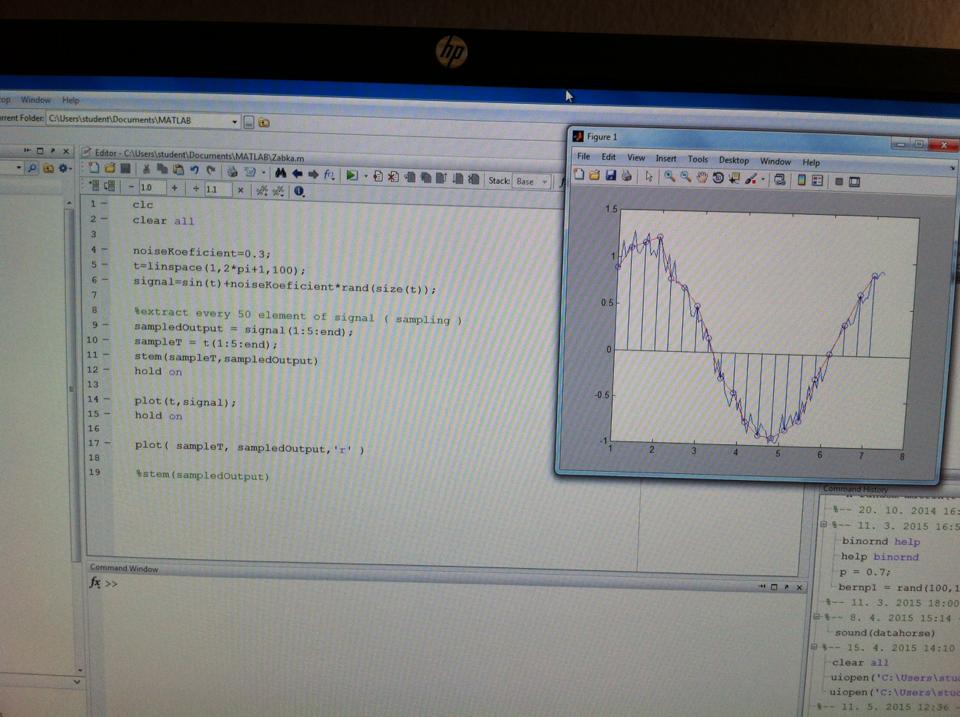 hp
Window Help
Current Folder: C:\Users\student\Documents\MATLAB
Editor - C:\Users\student\Documents\MATLAB\Zabka.m
Stack: Base
1.0
1.1
1 clc
2 clear all
3
4 noiseKoeficient=0.3;
5 t=linspace(1,2*pi+1,100);
6 signal=sin(t)+noiseKoeficient*rand(size(t));
7
8 %extract every 50 element of signal ( sampling )
9 sampledOutput = signal(1:5:end);
10 sampleT = t(1:5:end);
11 stem(sampleT,sampledOutput)
12 hold on
13
14 plot(t,signal);
15 hold on
16
17 plot( sampleT, sampledOutput,'r' )
18
19 %stem(sampledOutput)
Figure 1
File Edit View Insert Tools Desktop Window Help
1.5
1
0.5
0
-0.5
-1
1 2 3 4 5 6 7 8
Command Window
fx >>
Command History
%-- 20. 10. 2014 16:
%-- 11. 3. 2015 16:5
binornd help
help binornd
p = 0.7;
bernp1 = rand(100,1
%-- 11. 3. 2015 18:00
%-- 8. 4. 2015 15:14
sound(datahorse)
%-- 15. 4. 2015 14:10
clear all
uiopen('C:\Users\stu
uiopen('C:\Users\stu
%-- 11. 5. 2015 12:36